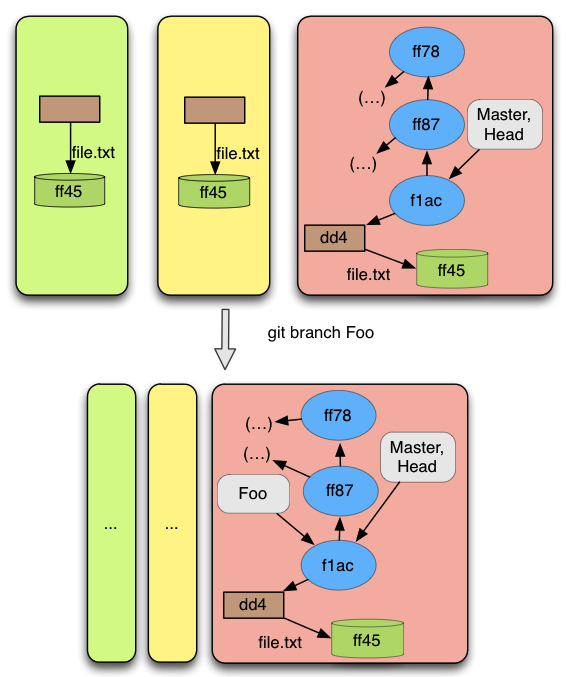 file.txt
ff45
file.txt
ff45
ff78
(...)
ff87
(...)
Master,
Head
f1ac
dd4
file.txt
ff45
git branch Foo
...
...
ff78
(...)
(...)
Master,
Head
ff87
Foo
f1ac
dd4
file.txt
ff45